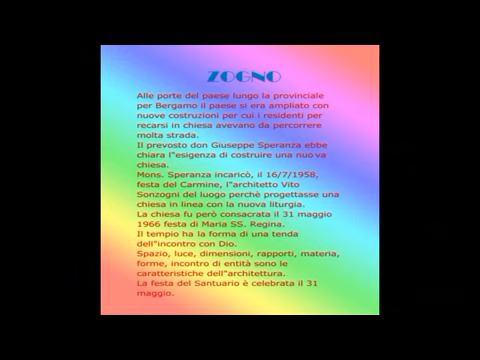 ZOGNO
Alle porte del paese lungo la provinciale
per Bergamo il paese si era ampliato con
nuove costruzioni per cui i residenti per
recarsi in chiesa avevano da percorrere
molta strada.
Il prevosto don Giuseppe Speranza ebbe
chiara l"esigenza di costruire una nuova
chiesa.
Mons. Speranza incaricò, il 16/7/1958,
festa del Carmine, l"architetto Vito
Sonzogni del luogo perchè progettasse una
chiesa in linea con la nuova liturgia.
La chiesa fu però consacrata il 31 maggio
1966 festa di Maria SS. Regina.
Il tempio ha la forma di una tenda
dell"incontro con Dio.
Spazio, luce, dimensioni, rapporti, materia,
forme, incontro di entità sono le
caratteristiche dell"architettura.
La festa del Santuario è celebrata il 31
maggio.